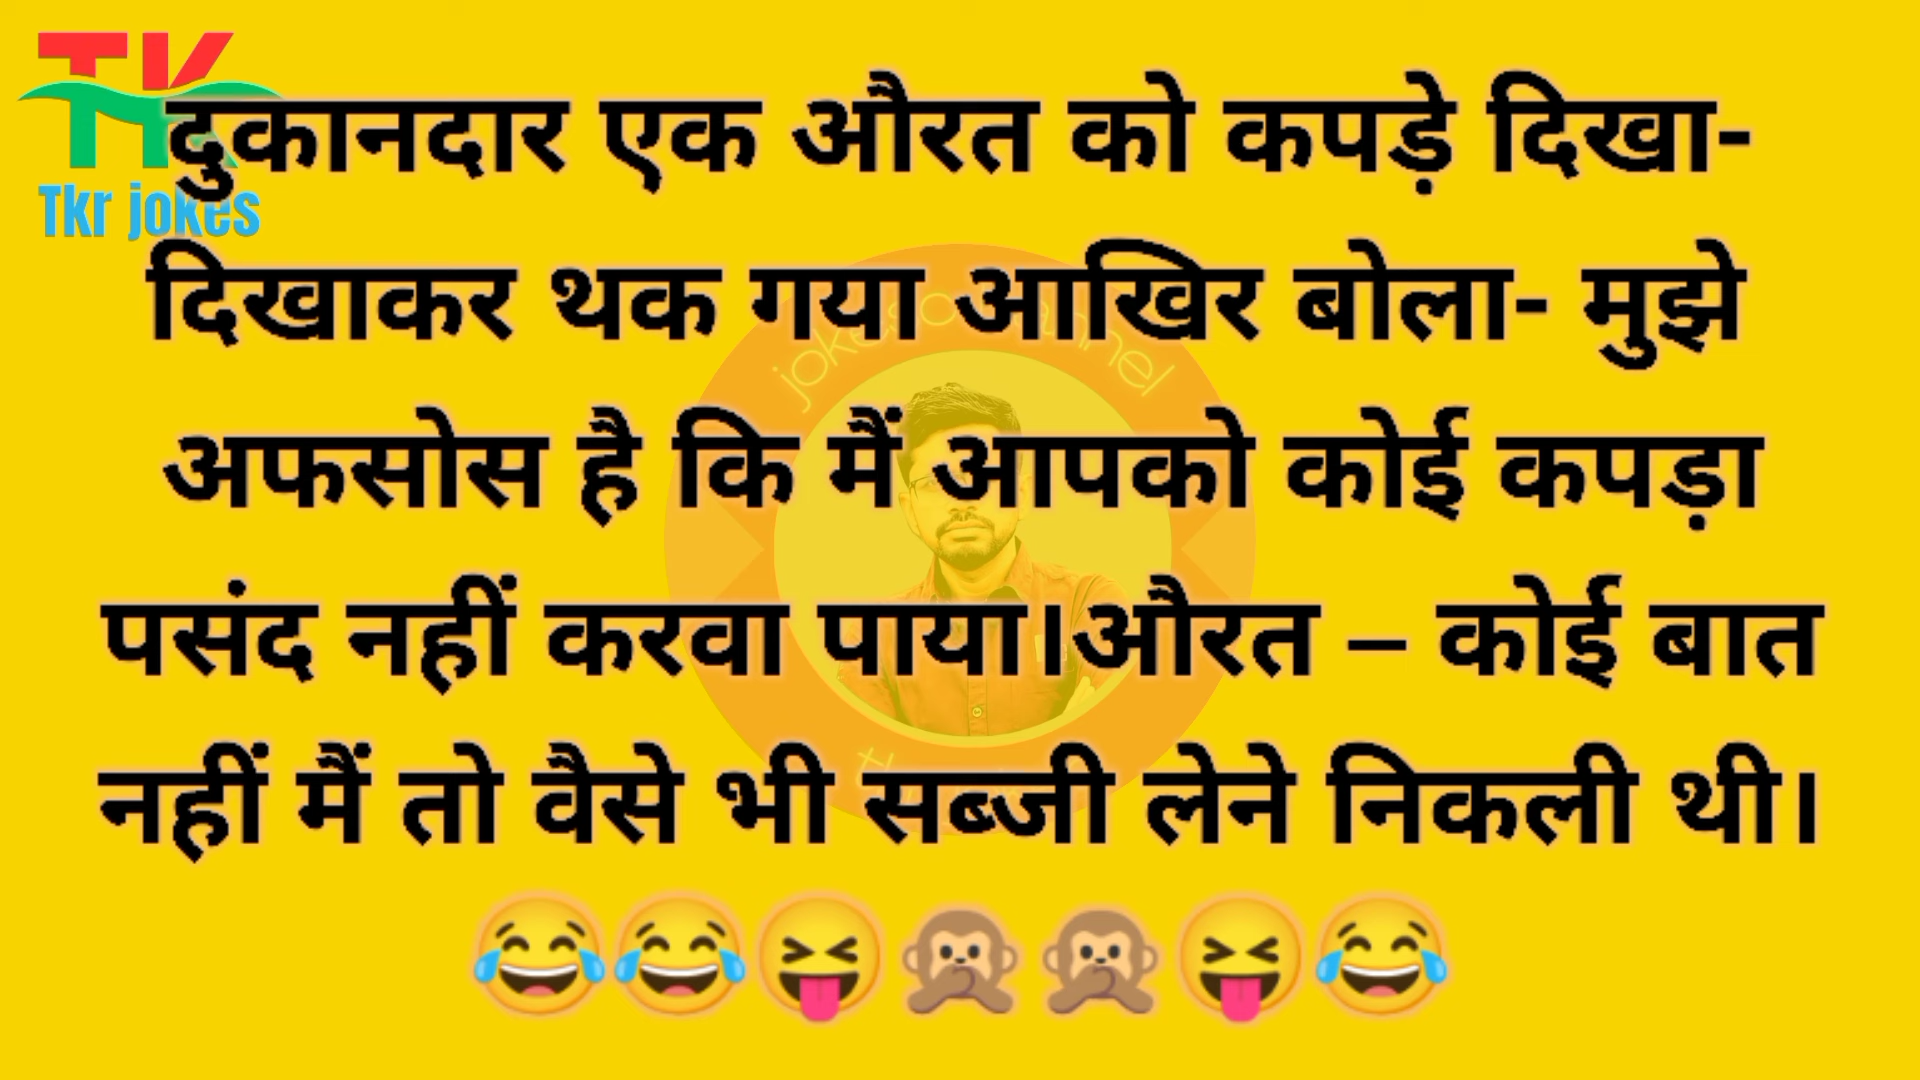 TK
Tkr jokes
दुकानदार एक औरत को कपड़े दिखा-
दिखाकर थक गया आखिर बोला- मुझे
अफसोस है कि मैं आपको कोई कपड़ा
पसंद नहीं करवा पाया।औरत – कोई बात
नहीं मैं तो वैसे भी सब्जी लेने निकली थी।
😂😂😝🙊🙊😝😂